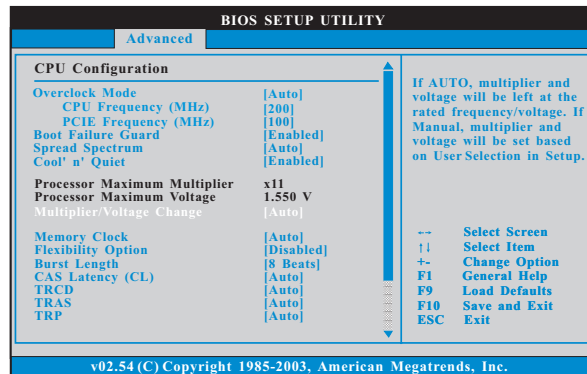 BIOS SETUP UTILITY
Advanced
CPU Configuration
Overclock Mode [Auto]
CPU Frequency (MHz) [200]
PCIE Frequency (MHz) [100]
Boot Failure Guard [Enabled]
Spread Spectrum [Auto]
Cool' n' Quiet [Enabled]
Processor Maximum Multiplier x11
Processor Maximum Voltage 1.550 V
Multiplier/Voltage Change [Auto]
Memory Clock [Auto]
Flexibility Option [Disabled]
Burst Length [8 Beats]
CAS Latency (CL) [Auto]
TRCD [Auto]
TRAS [Auto]
TRP [Auto]
If AUTO, multiplier and
voltage will be left at the
rated frequency/voltage. If
Manual, multiplier and
voltage will be set based
on User Selection in Setup.
←→ Select Screen
↑↓ Select Item
+- Change Option
F1 General Help
F9 Load Defaults
F10 Save and Exit
ESC Exit
v02.54 (C) Copyright 1985-2003, American Megatrends, Inc.